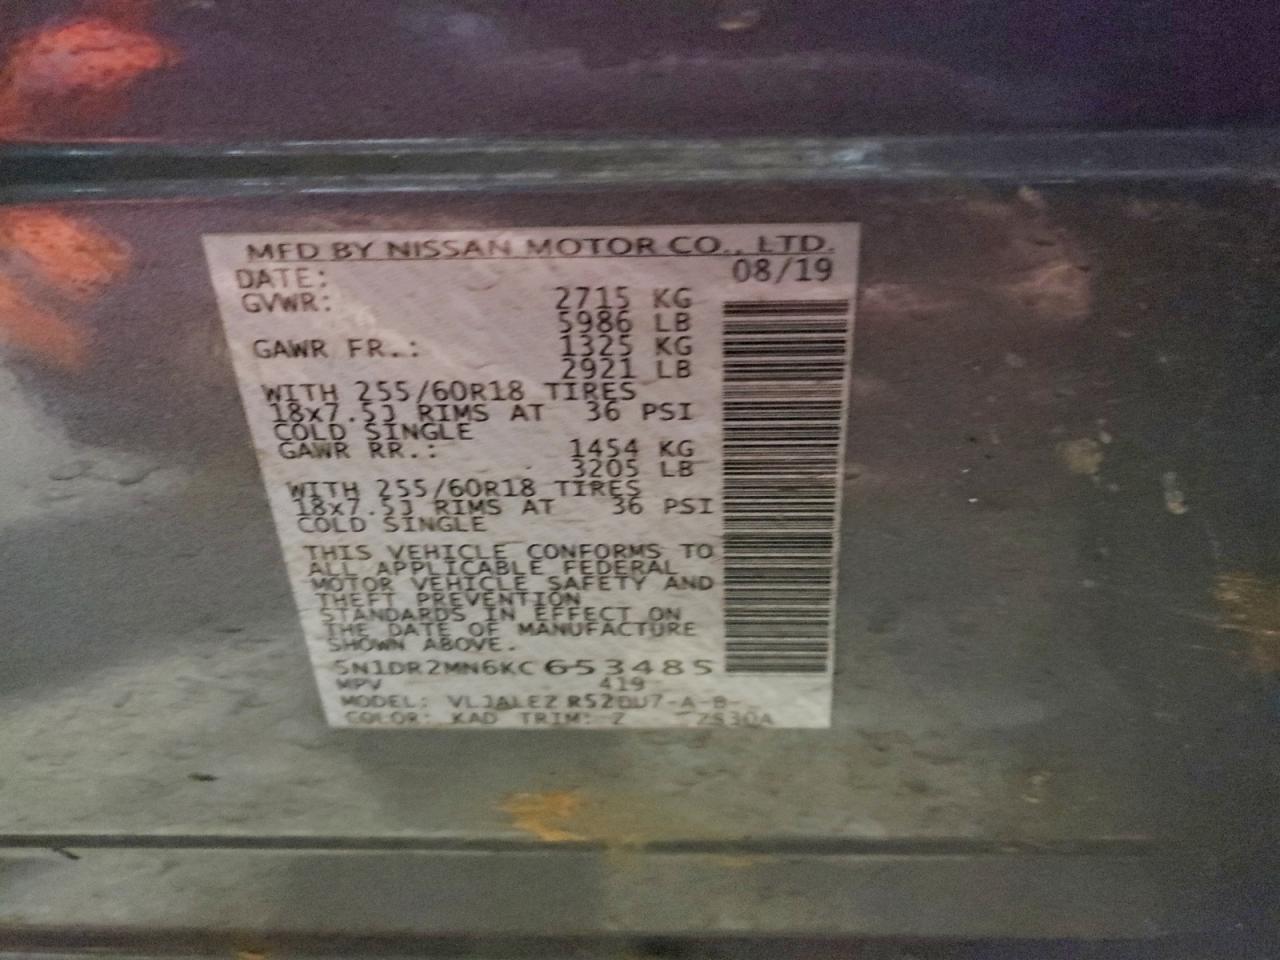 MFD BY NISSAN MOTOR CO., LTD.
DATE: 08/19
GVWR: 2715 KG
5986 LB
GAWR FR.: 1325 KG
2921 LB
WITH 255/60R18 TIRES
18x7.5J RIMS AT 36 PSI
COLD SINGLE
GAWR RR.: 1454 KG
3205 LB
WITH 255/60R18 TIRES
18x7.5J RIMS AT 36 PSI
COLD SINGLE
THIS VEHICLE CONFORMS TO
ALL APPLICABLE FEDERAL
MOTOR VEHICLE SAFETY AND
THEFT PREVENTION
STANDARDS IN EFFECT ON
THE DATE OF MANUFACTURE
SHOWN ABOVE.
5N1DR2MN6KC653485
MPV 419
MODEL:
COLOR: KAD TRIM: